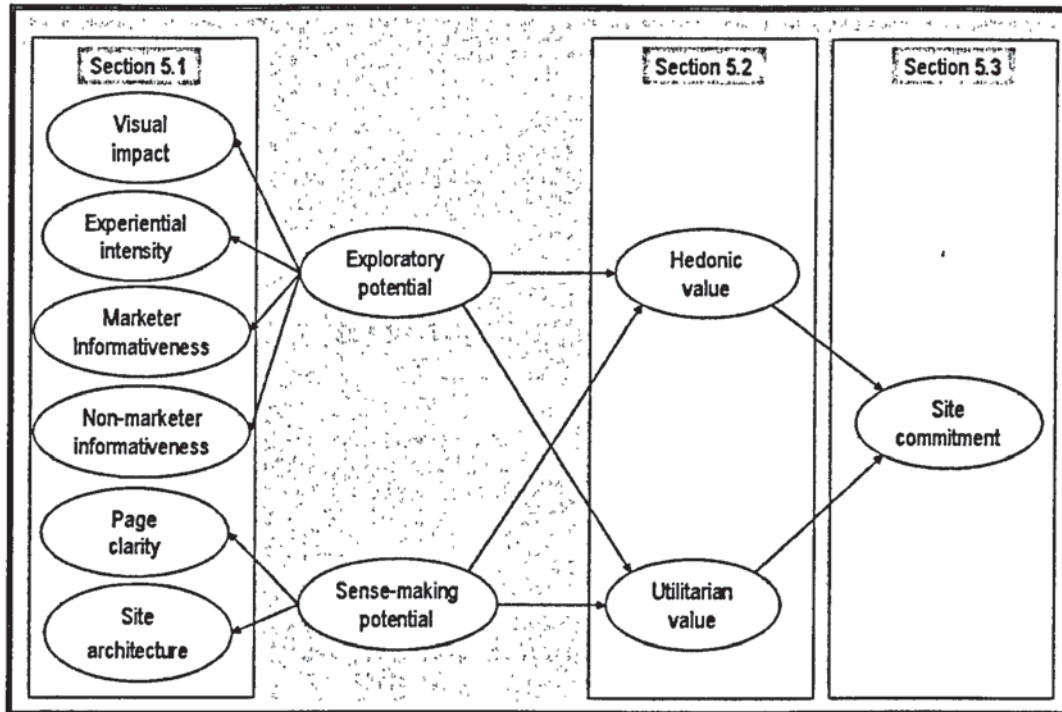 Section 5.1
Visual
impact
Experiential
intensity
Marketer
Informativeness
Non-marketer
informativeness
Page
clarity
Site
architecture
Exploratory
potential
Sense-making
potential
Section 5.2
Hedonic
value
Utilitarian
value
Section 5.3
Site
commitment